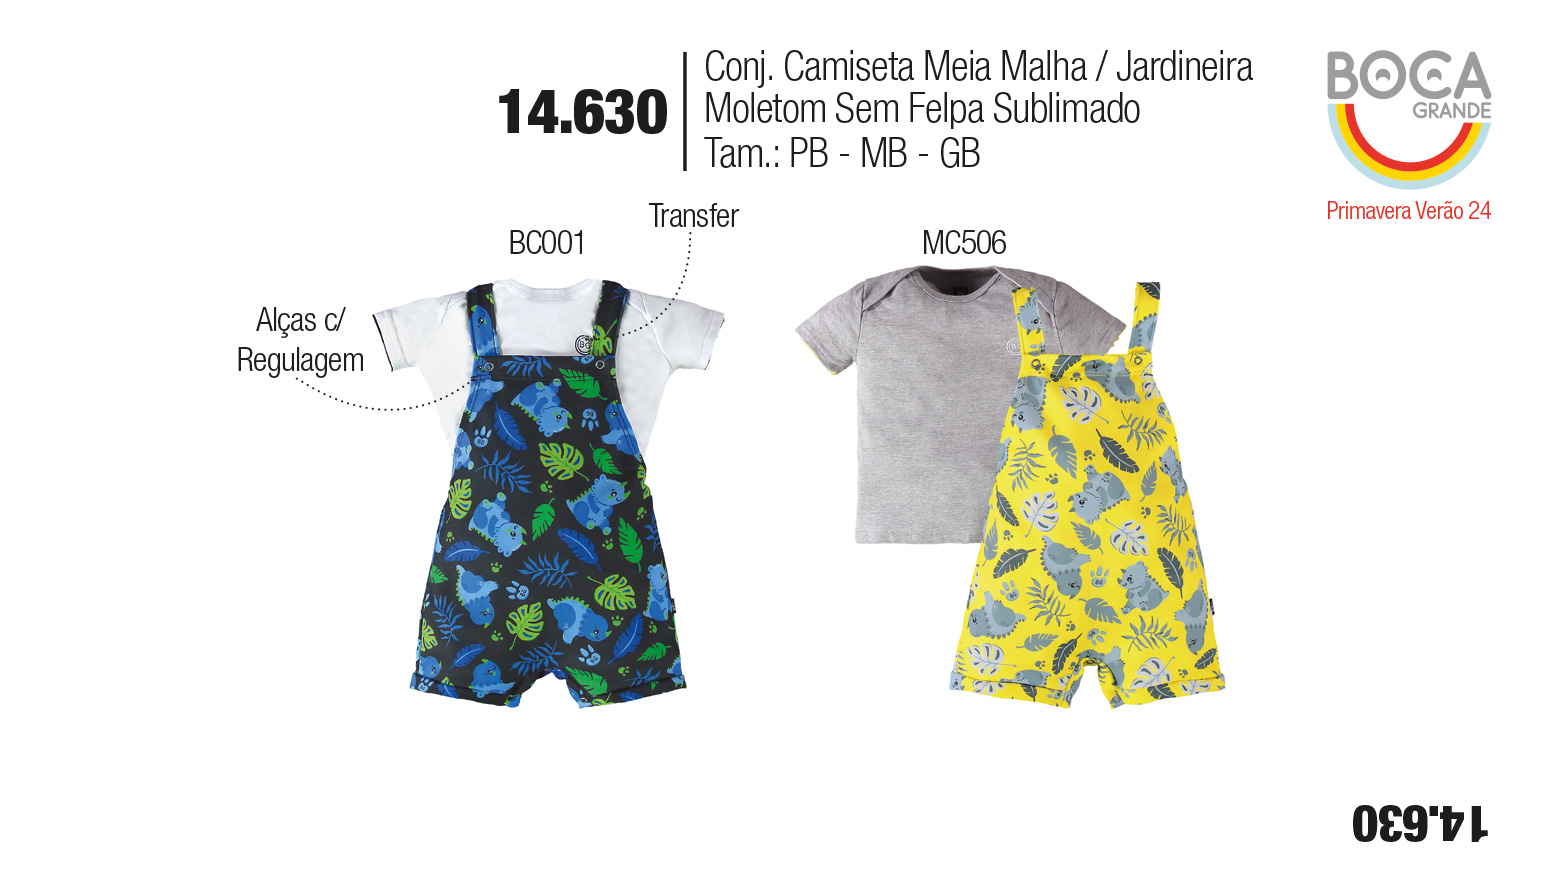 14.630
Conj. Camiseta Meia Malha / Jardineira
Moletom Sem Felpa Sublimado
Tam.: PB - MB - GB
BOCA
GRANDE
Primavera Verão 24
Transfer
BC001
MC506
Alças c/
Regulagem
14.630